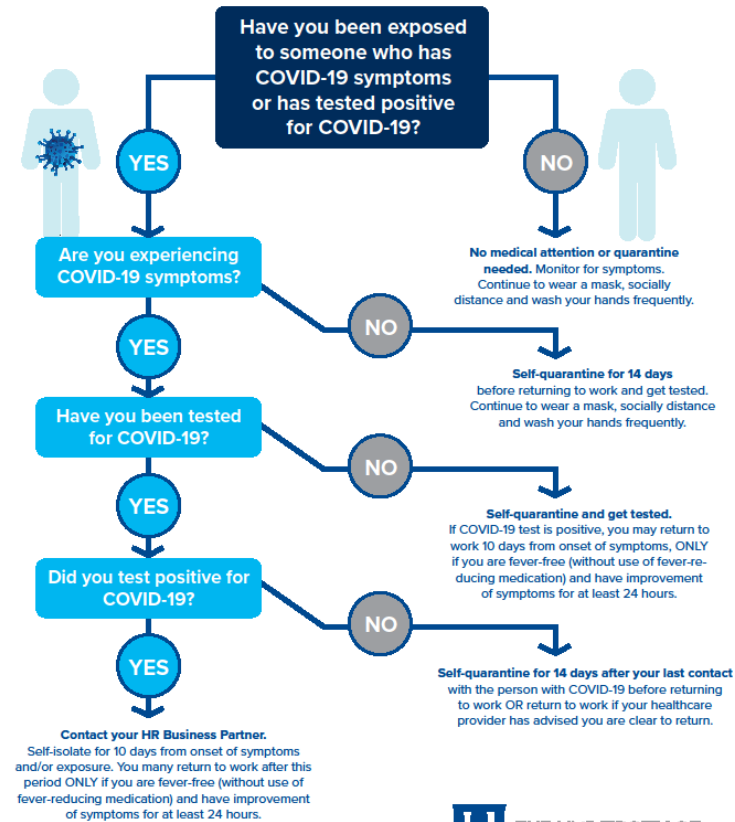 Have you been exposed
to someone who has
COVID-19 symptoms
or has tested positive
for COVID-19?
YES
NO
Are you experiencing
COVID-19 symptoms?
No medical attention or quarantine
needed. Monitor for symptoms.
Continue to wear a mask, socially
distance and wash your hands frequently.
YES
NO
Self-quarantine for 14 days
before returning to work and get tested.
Continue to wear a mask, socially distance
and wash your hands frequently.
Have you been tested
for COVID-19?
YES
NO
Self-quarantine and get tested.
If COVID-19 test is positive, you may return to
work 10 days from onset of symptoms, ONLY
if you are fever-free (without use of fever-re-
ducing medication) and have improvement
of symptoms for at least 24 hours.
Did you test positive for
COVID-19?
YES
NO
Self-quarantine for 14 days after your last contact
with the person with COVID-19 before returning
to work OR return to work if your healthcare
provider has advised you are clear to return.
Contact your HR Business Partner.
Self-isolate for 10 days from onset of symptoms
and/or exposure. You many return to work after this
period ONLY if you are fever-free (without use of
fever-reducing medication) and have improvement
of symptoms for at least 24 hours.